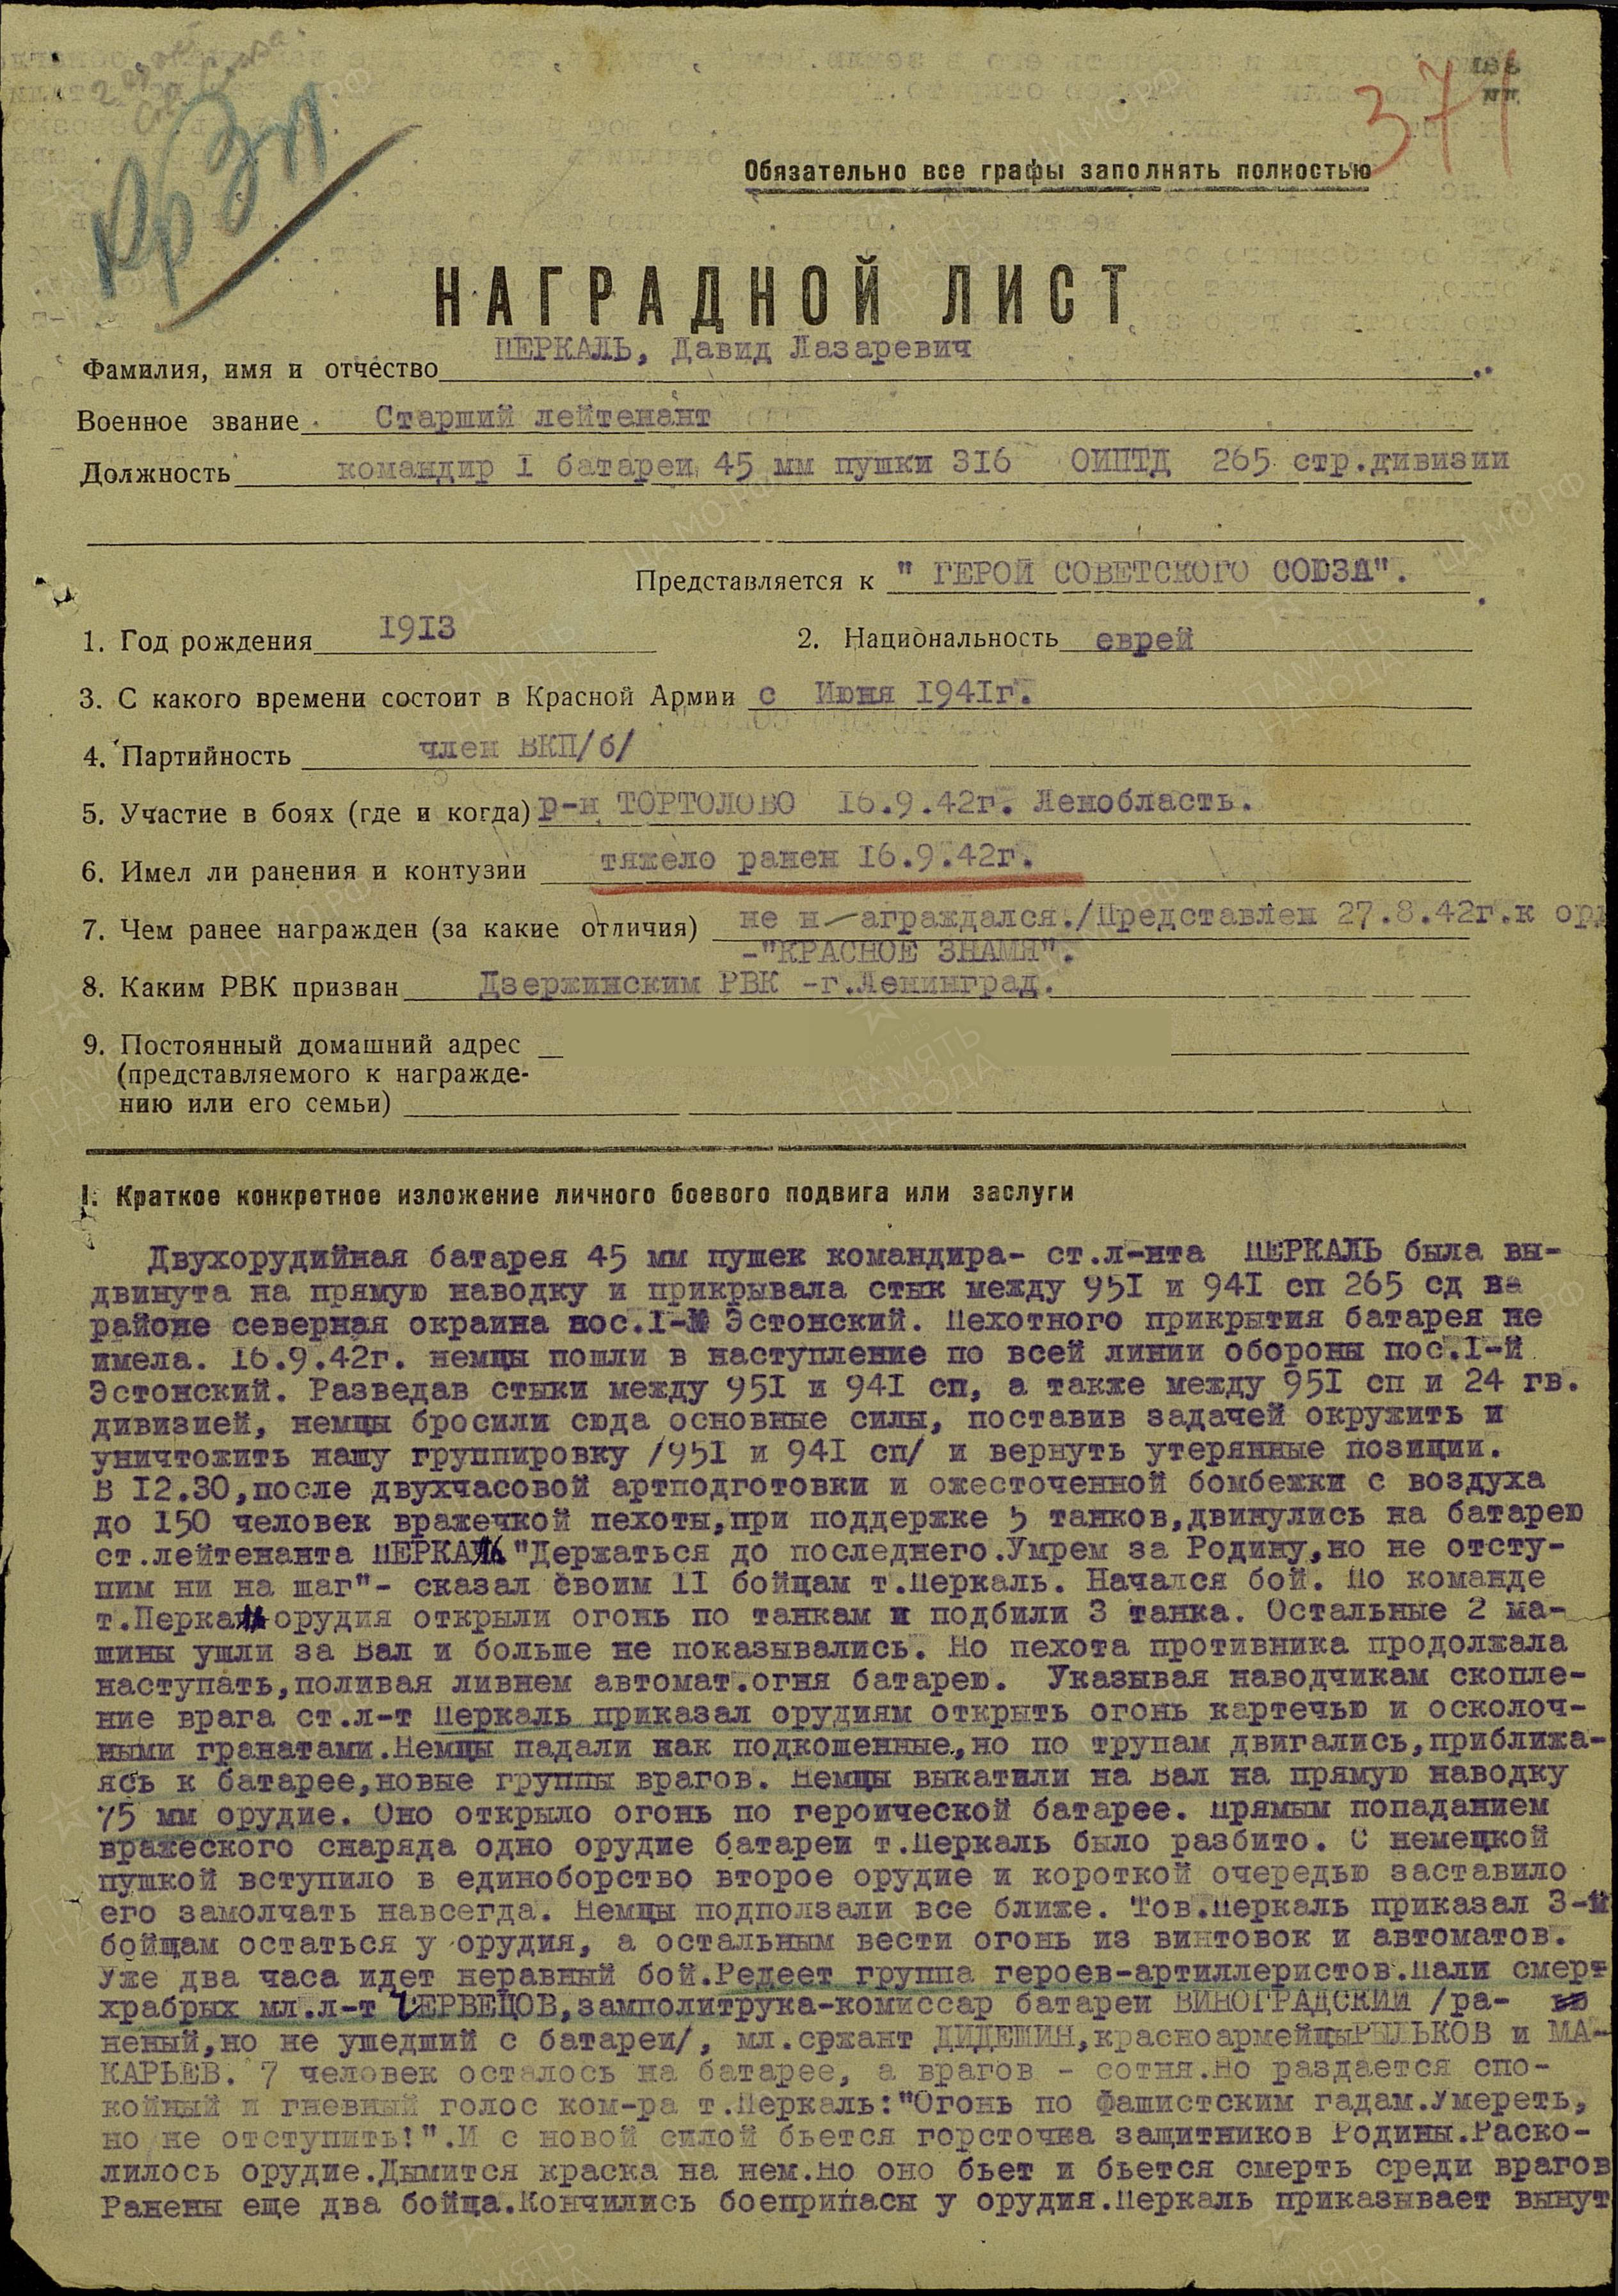 371
Кр Зн
Обязательно все графы заполнять полностью
НАГРАДНОЙ ЛИСТ
Фамилия, имя и отчество ПЕРКАЛЬ, Давид Лазаревич
Военное звание Старший лейтенант
Должность командир 1 батареи 45 мм пушки 316 ОИПТД 265 стр.дивизии
Представляется к " ГЕРОЙ СОВЕТСКОГО СОЮЗА".
1. Год рождения 1913 2. Национальность еврей
3. С какого времени состоит в Красной Армии с Июня 1941г.
4. Партийность член ВКП/б/
5. Участие в боях (где и когда) р-н ТОРТОЛОВО 16.9.42г. Ленобласть.
6. Имел ли ранения и контузии тяжело ранен 16.9.42г.
7. Чем ранее награжден (за какие отличия) не н-аграждался./Представлен 27.8.42г.к орд
-"КРАСНОЕ ЗНАМЯ".
8. Каким РВК призван Дзержинским РВК -г.Ленинград.
9. Постоянный домашний адрес
(представляемого к награжде-
нию или его семьи)
I. Краткое конкретное изложение личного боевого подвига или заслуги
Двухорудийная батарея 45 мм пушек командира- ст.л-нта ПЕРКАЛЬ была вы-
двинута на прямую наводку и прикрывала стык между 951 и 941 сп 265 сд ва
районе северная окраина пос.I-й Эстонский. Пехотного прикрытия батарея не
имела. 16.9.42г. немцы пошли в наступление по всей линии обороны пос.I-й
Эстонский. Разведав стыки между 951 и 941 сп, а также между 951 сп и 24 гв.
дивизией, немцы бросили сюда основные силы, поставив задачей окружить и
уничтожить нашу группировку /951 и 941 сп/ и вернуть утерянные позиции.
В 12.30,после двухчасовой артподготовки и ожесточенной бомбежки с воздуха
до 150 человек вражечкой пехоты,при поддержке 5 танков,двинулись на батарею
ст.лейтенанта ПЕРКАЛЬ "Держаться до последнего.Умрем за Родину,но не отсту-
пим ни на шаг"- сказал своим 11 бойцам т.Перкаль. Начался бой. По команде
т.Перкаль орудия открыли огонь по танкам и подбили 3 танка. Остальные 2 ма-
шины ушли за Вал и больше не показывались. Но пехота противника продолжала
наступать,поливая ливнем автомат.огня батарею. Указывая наводчикам скопле-
ние врага ст.л-т Перкаль приказал орудиям открыть огонь картечью и осколоч-
ными гранатами.Немцы падали как подкошенные,но по трупам двигались,приближа-
ясь к батарее,новые группы врагов. Немцы выкатили на Вал на прямую наводку
75 мм орудие. Оно открыло огонь по героической батарее. Прямым попаданием
вражеского снаряда одно орудие батареи т.Перкаль было разбито. С немецкой
пушкой вступило в единоборство второе орудие и короткой очередью заставило
его замолчать навсегда. Немцы подползали все ближе. Тов.Перкаль приказал 3-м
бойщам остаться у орудия, а остальным вести огонь из винтовок и автоматов.
Уже два часа идет неравный бой.Редеет группа героев-артиллеристов.Пали смерт
храбрых мл.л-т ЧЕРВЕЦОВ,замполитрука-комиссар батареи ВИНОГРАДСКИЙ /ра-
неный,но не ушедший с батареи/, мл.сржант ДИДЕШИН,красноармейцыРЫЛЬКОВ и МА-
КАРЬЕВ. 7 человек осталось на батарее, а врагов - сотня.Но раздается спо-
койный и гневный голос ком-ра т.Перкаль:"Огонь по фашистским гадам.Умереть,
но не отступить!".И с новой силой бьется горсточка защитников Родины.Раско-
лилось орудие.Дымится краска на нем.Но оно бьет и бьется смерть среди врагов
Ранены еще два бойца.Кончились боеприпасы у орудия.Перкаль приказывает вынут